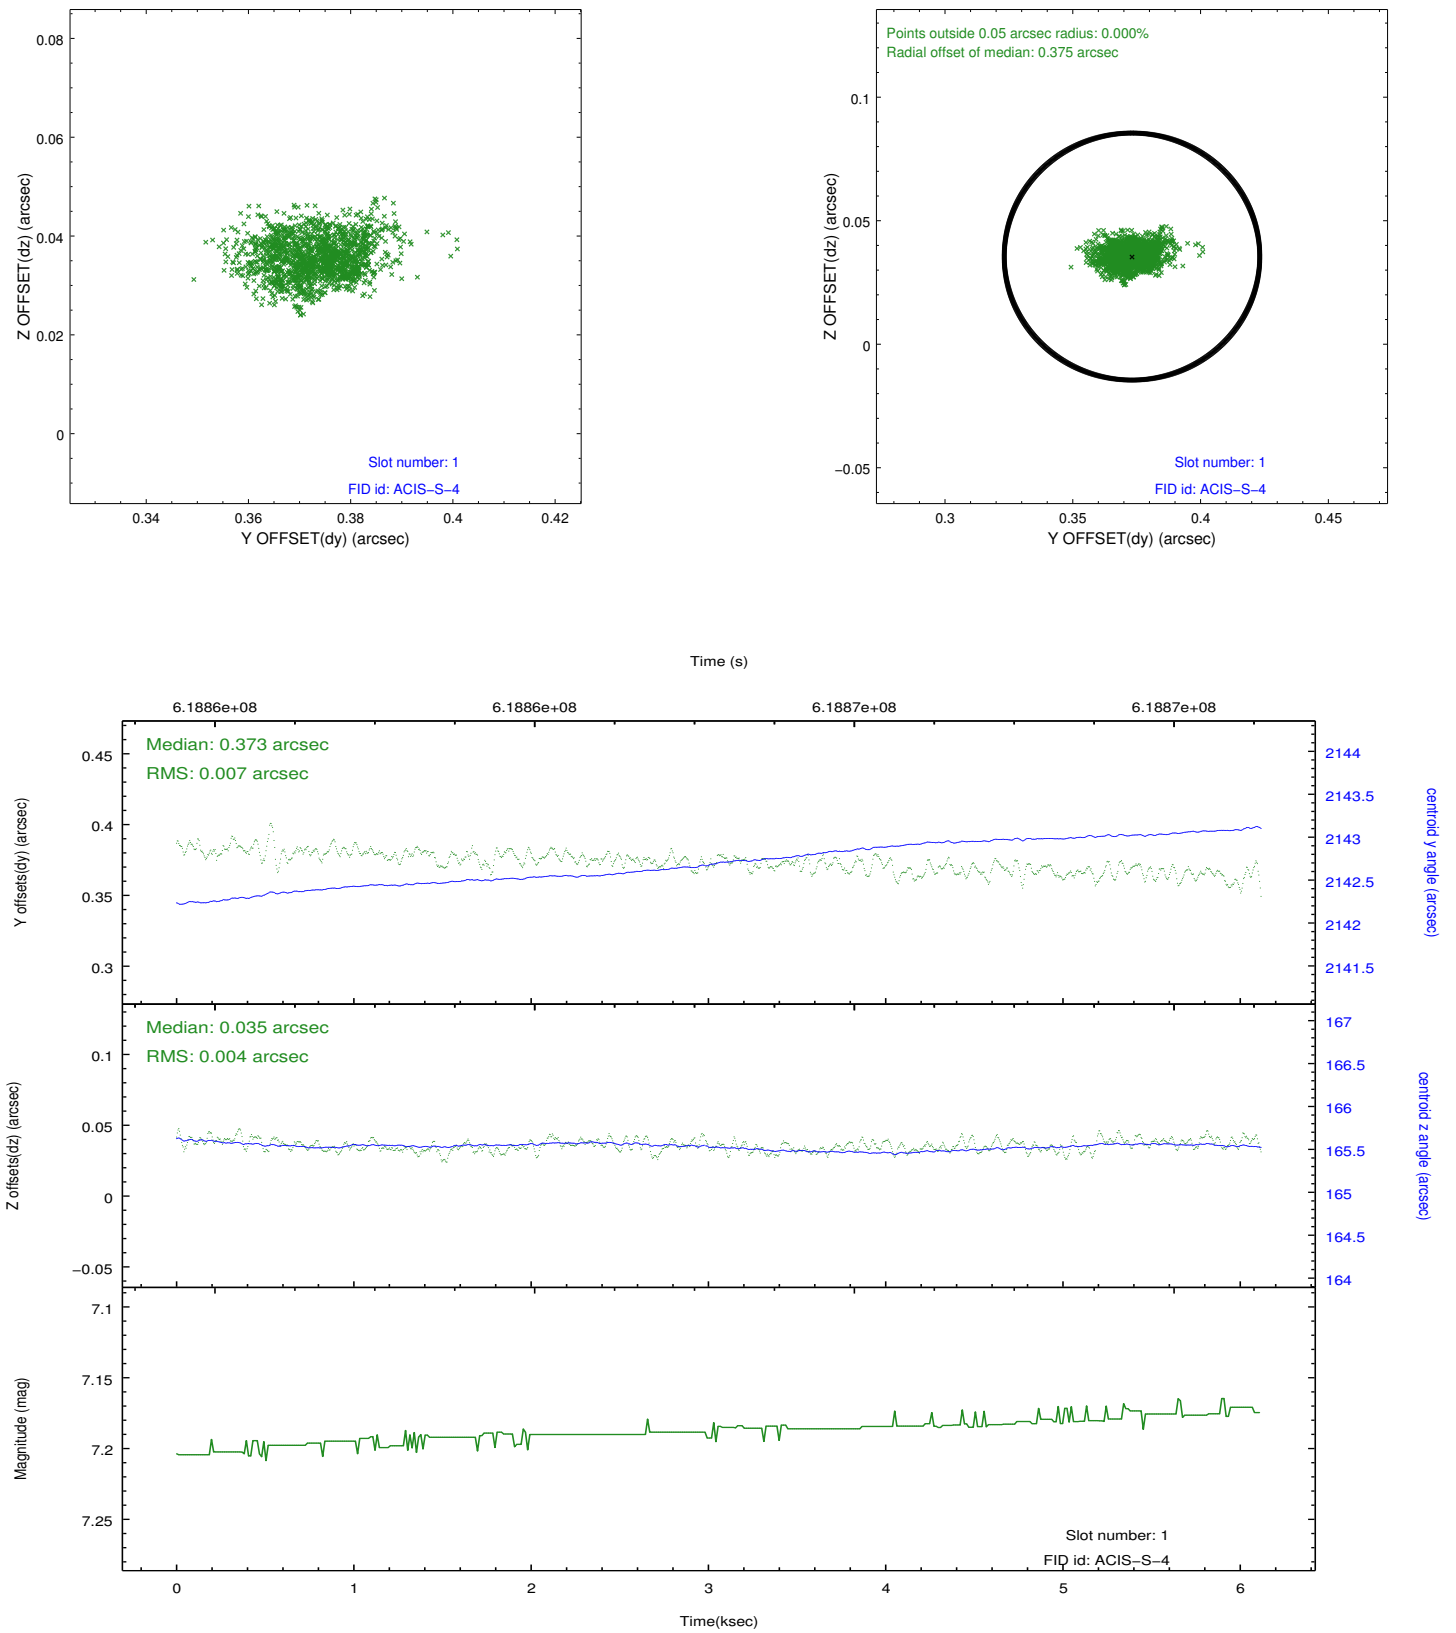 0.08
0.06
0.04
0.02
0
Z OFFSET(dz) (arcsec)
Slot number: 1
FID id: ACIS−S−4
0.34 0.36 0.38 0.4 0.42
Y OFFSET(dy) (arcsec)
Points outside 0.05 arcsec radius: 0.000%
Radial offset of median: 0.375 arcsec
0.1
0.05
0
−0.05
Z OFFSET(dz) (arcsec)
Slot number: 1
FID id: ACIS−S−4
0.3 0.35 0.4 0.45
Y OFFSET(dy) (arcsec)
Time (s)
6.1886e+08 6.1886e+08 6.1887e+08 6.1887e+08
Median: 0.373 arcsec
RMS: 0.007 arcsec
0.45
0.4
0.35
0.3
Y offsets(dy) (arcsec)
2144
2143.5
2143
2142.5
2142
2141.5
centroid y angle (arcsec)
Median: 0.035 arcsec
RMS: 0.004 arcsec
0.1
0.05
0
−0.05
Z offsets(dz) (arcsec)
167
166.5
166
165.5
165
164.5
164
centroid z angle (arcsec)
7.1
7.15
7.2
7.25
Magnitude (mag)
Slot number: 1
FID id: ACIS−S−4
0 1 2 3 4 5 6
Time(ksec)